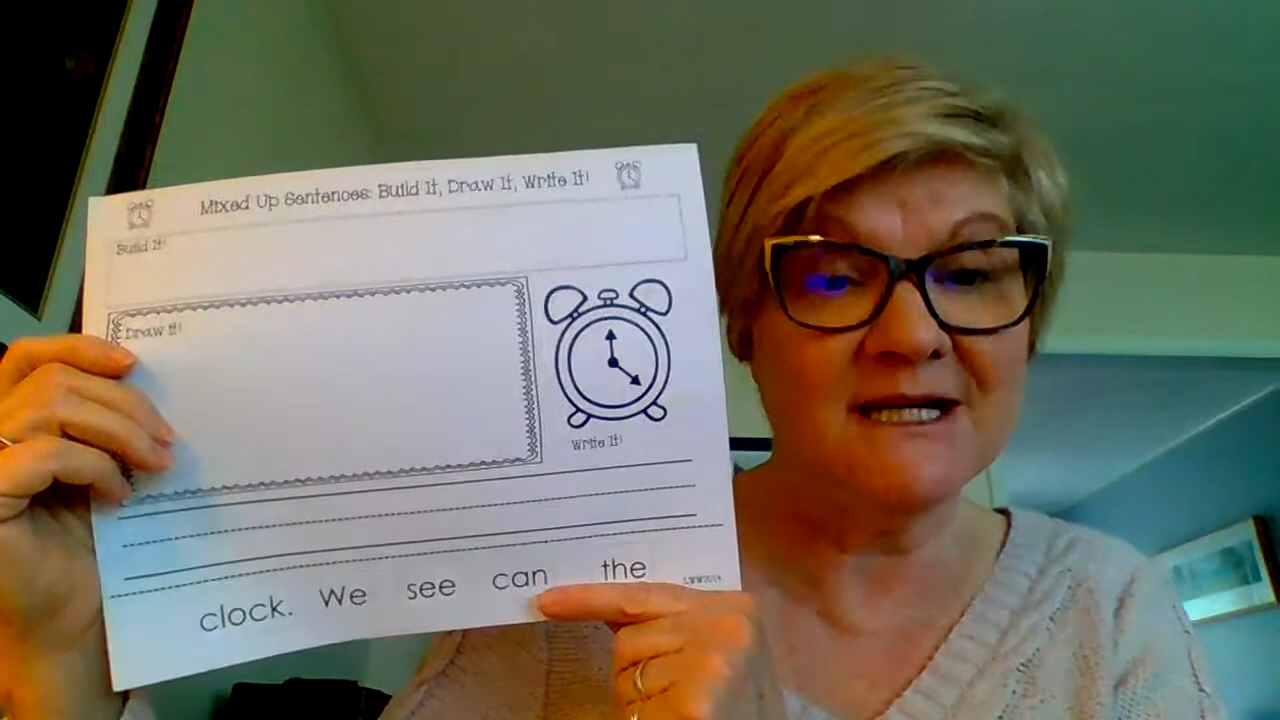 Mixed Up Sentences: Build It, Draw It, Write It!
Build It!
Draw It!
Write It!
clock. We see can the
LWW2014